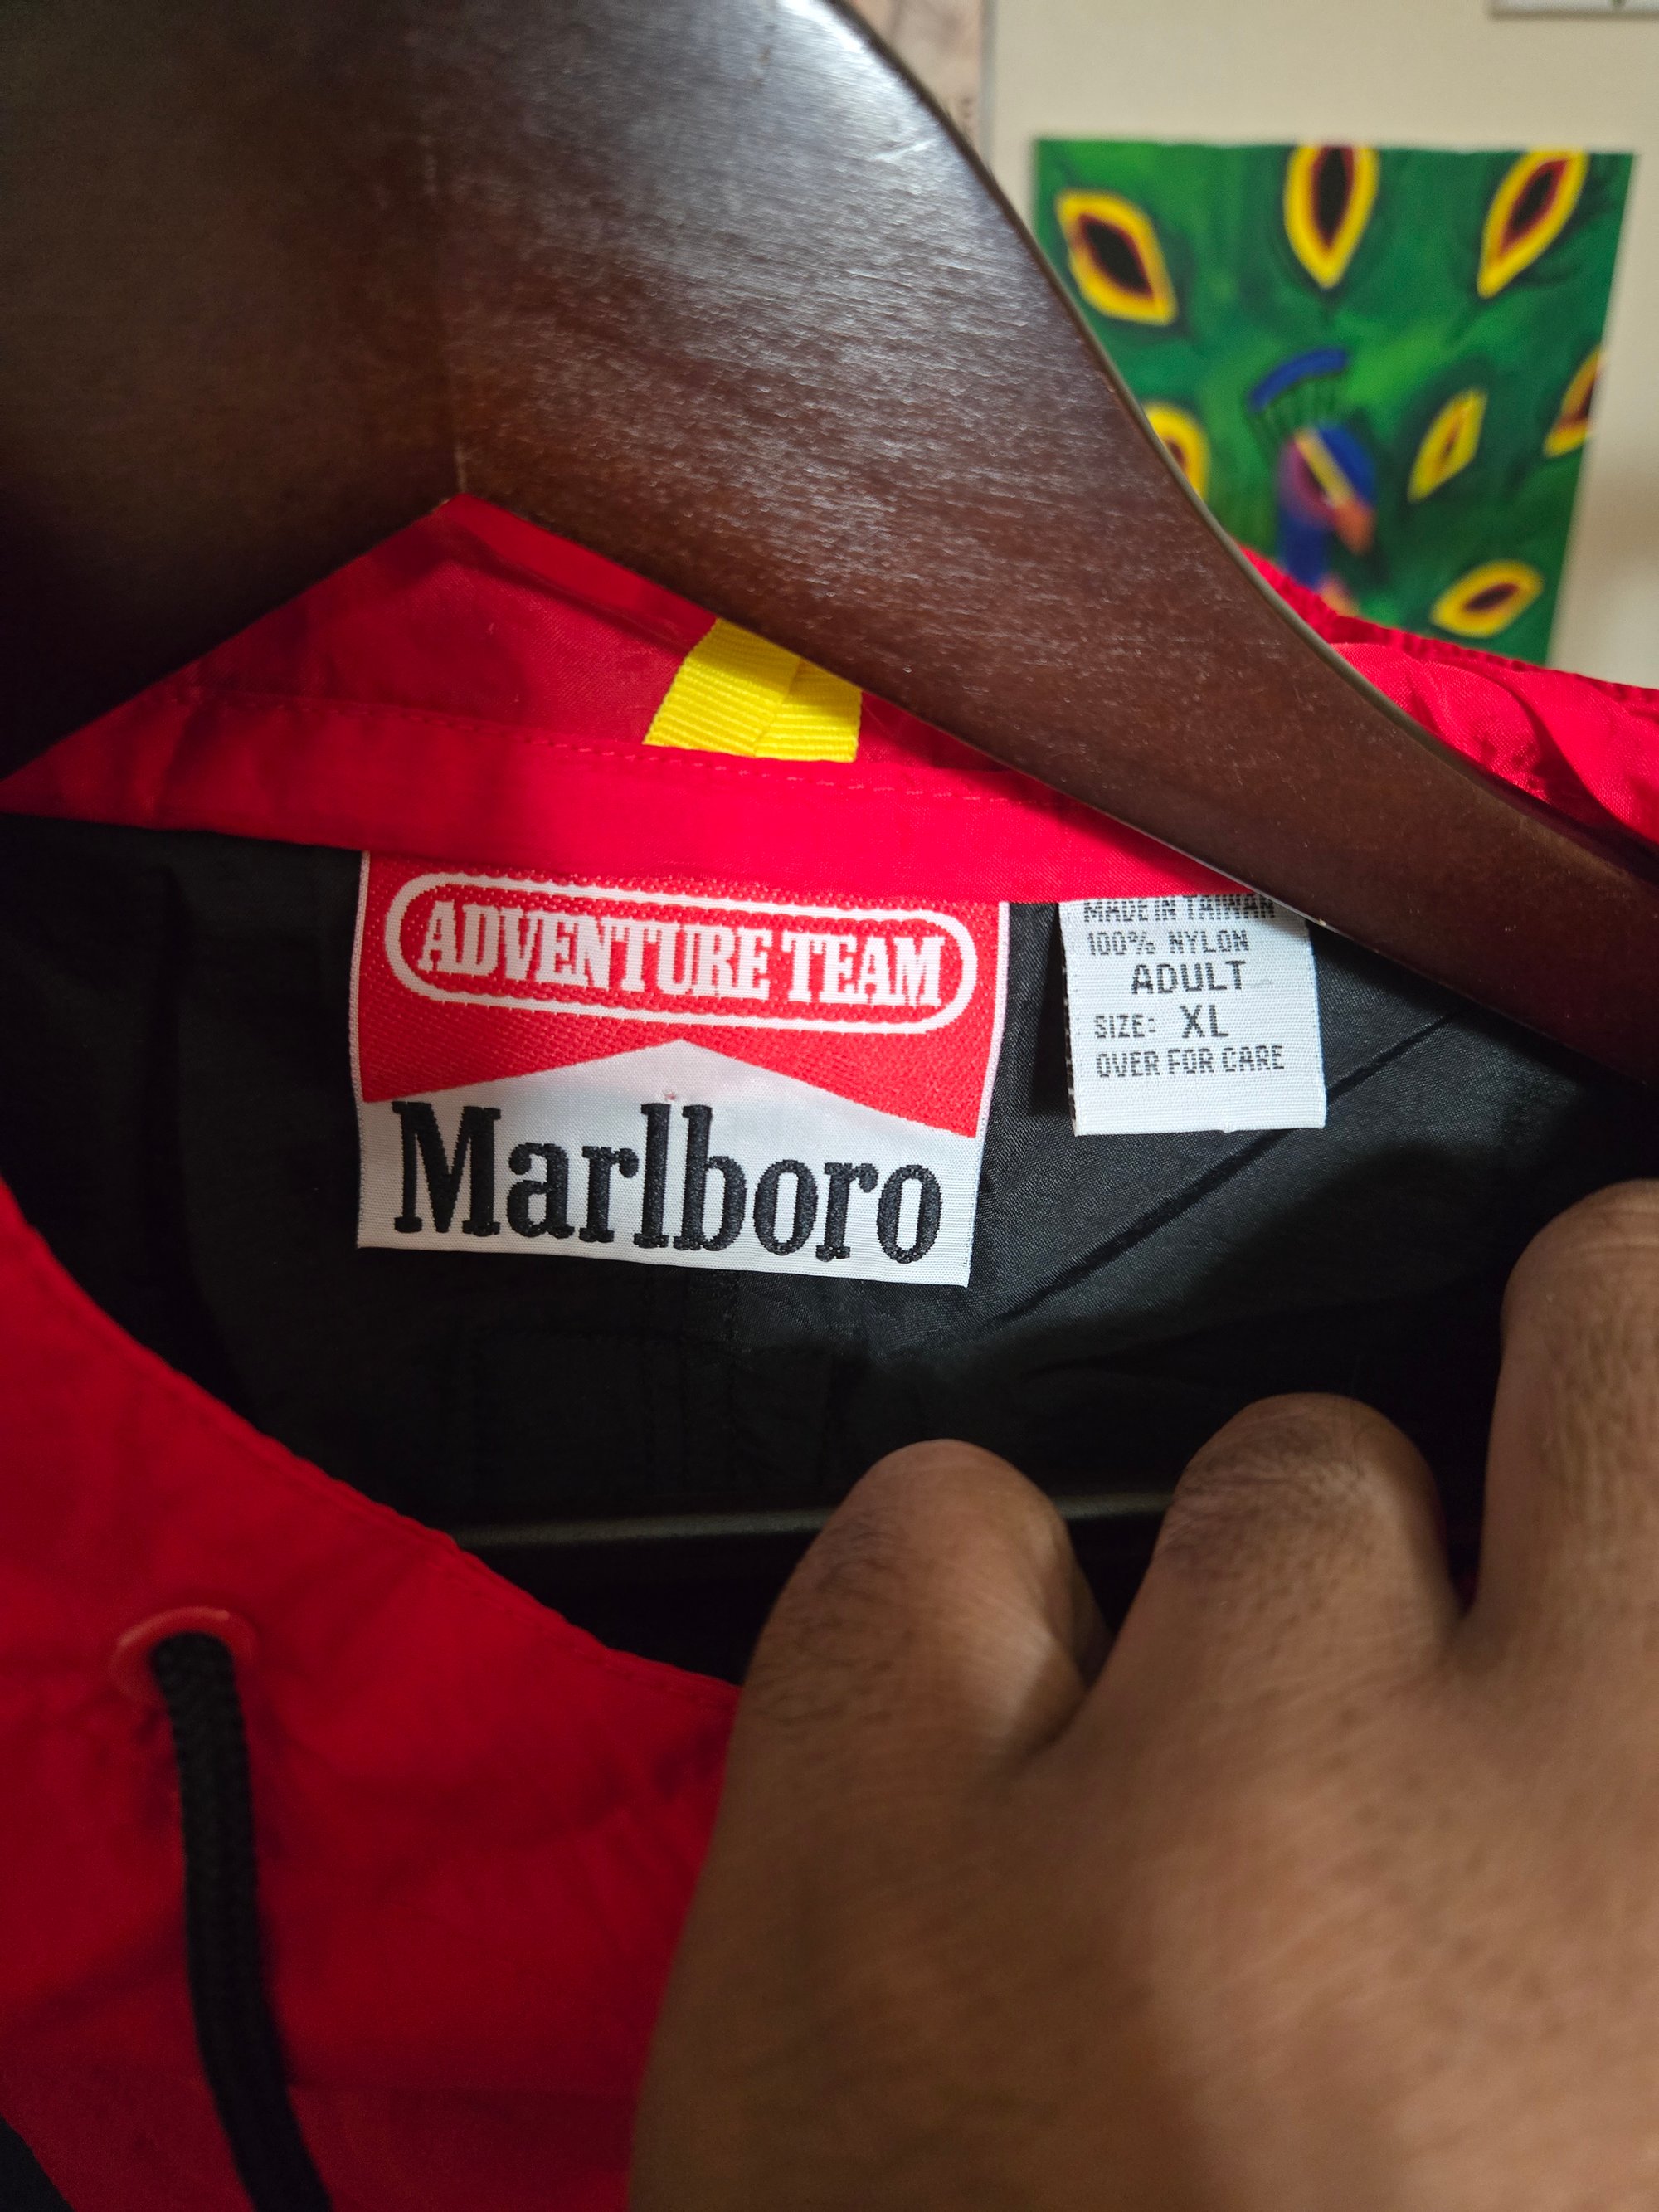 ADVENTURE TEAM
Marlboro
MADE IN TAIWAN
100% NYLON
ADULT
SIZE: XL
OVER FOR CARE